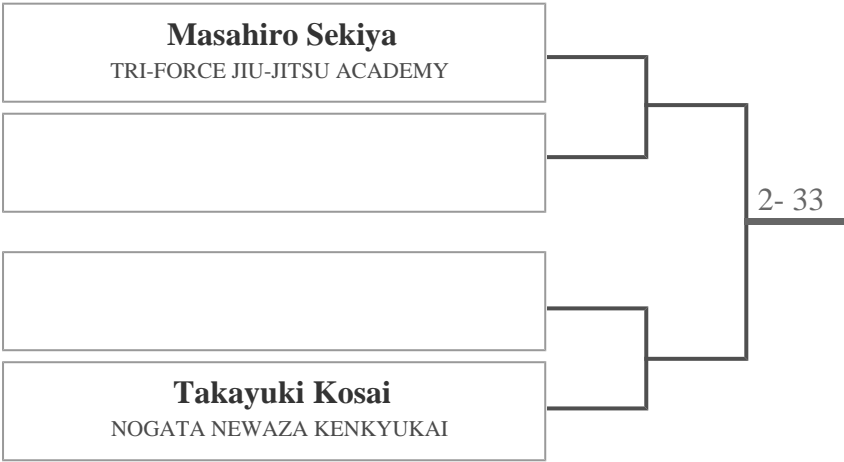 Masahiro Sekiya
TRI-FORCE JIU-JITSU ACADEMY
2- 33
Takayuki Kosai
NOGATA NEWAZA KENKYUKAI